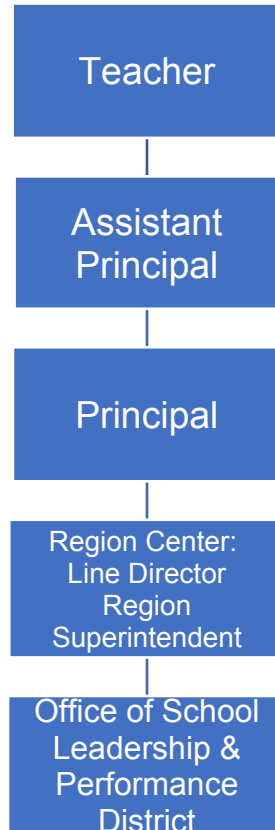 Teacher
Assistant
Principal
Principal
Region Center:
Line Director
Region
Superintendent
Office of School
Leadership &
Performance
District